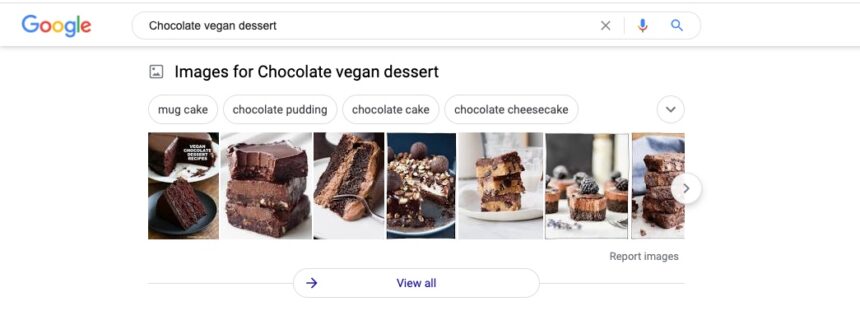 Google
Chocolate vegan dessert
Images for Chocolate vegan dessert
mug cake
chocolate pudding
chocolate cake
chocolate cheesecake
VEGAN
CHOCOLATE
DESSERT
RECIPES
Report images
View all